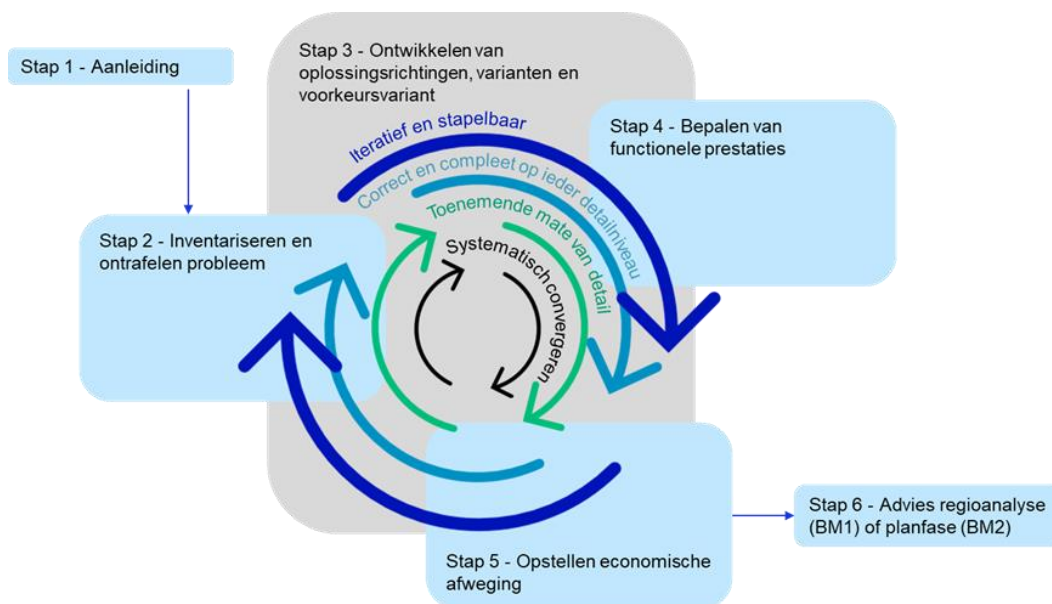 Stap 1 - Aanleiding
Stap 3 - Ontwikkelen van
oplossingsrichtingen, varianten en
voorkeursvariant
Stap 4 - Bepalen van
functionele prestaties
Iteratief en stapelbaar
Correct en compleet op ieder detailniveau
Toenemende mate van detail
Systematisch convergeren
Stap 2 - Inventariseren en
ontrafelen probleem
Stap 5 - Opstellen economische
afweging
Stap 6 - Advies regioanalyse
(BM1) of planfase (BM2)